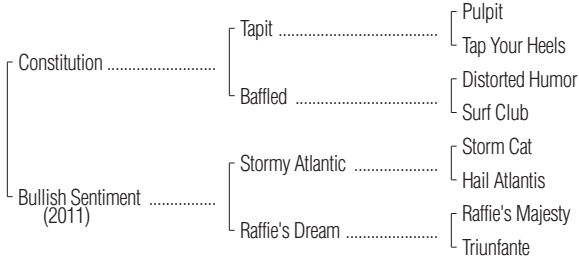 Pulpit
Tapit ..............................................
Tap Your Heels
Constitution ...............................
Distorted Humor
Baffled .........................................
Surf Club
Storm Cat
Stormy Atlantic ........................
Hail Atlantis
Bullish Sentiment ...................
(2011)
Raffie's Majesty
Raffie's Dream ..........................
Triunfante